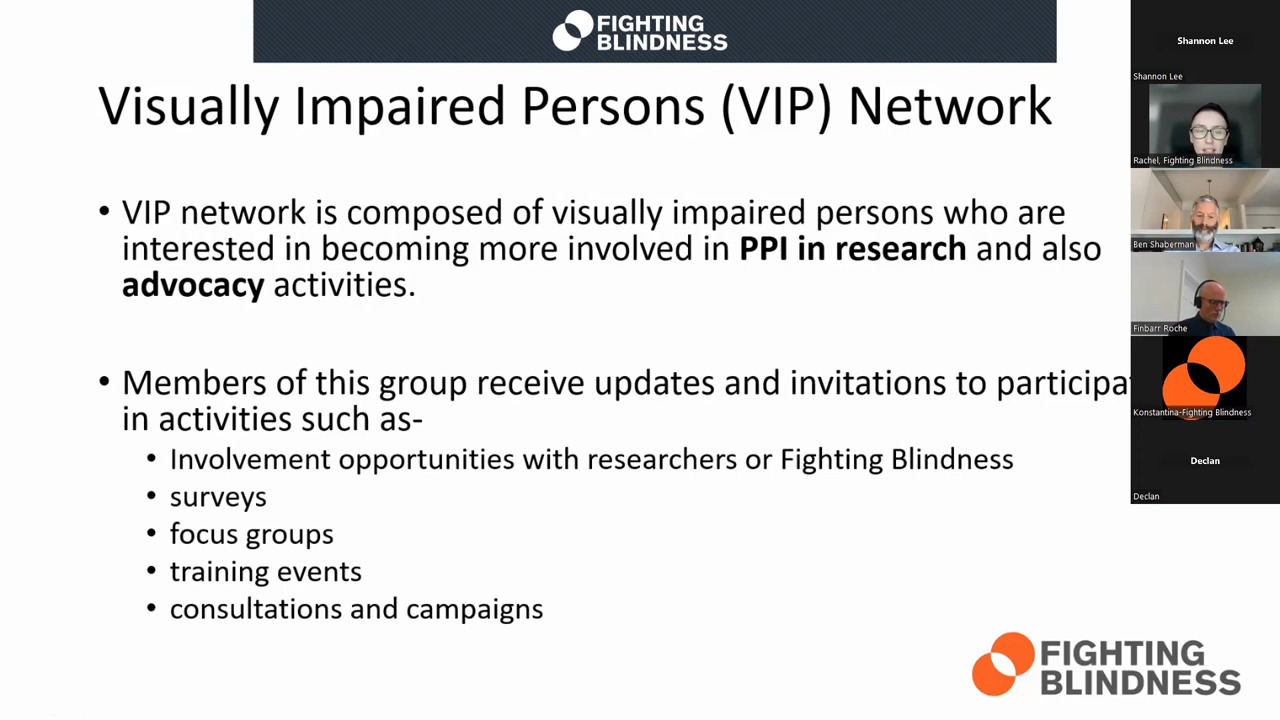 FIGHTING
BLINDNESS
Visually Impaired Persons (VIP) Network
• VIP network is composed of visually impaired persons who are
interested in becoming more involved in PPI in research and also
advocacy activities.
• Members of this group receive updates and invitations to participat
in activities such as-
• Involvement opportunities with researchers or Fighting Blindness
• surveys
• focus groups
• training events
• consultations and campaigns
FIGHTING
BLINDNESS
Shannon Lee
Shannon Lee
Rachel, Fighting Blindness
Ben Shaberman
Finbarr Roche
Konstantina-Fighting Blindness
Declan
Declan